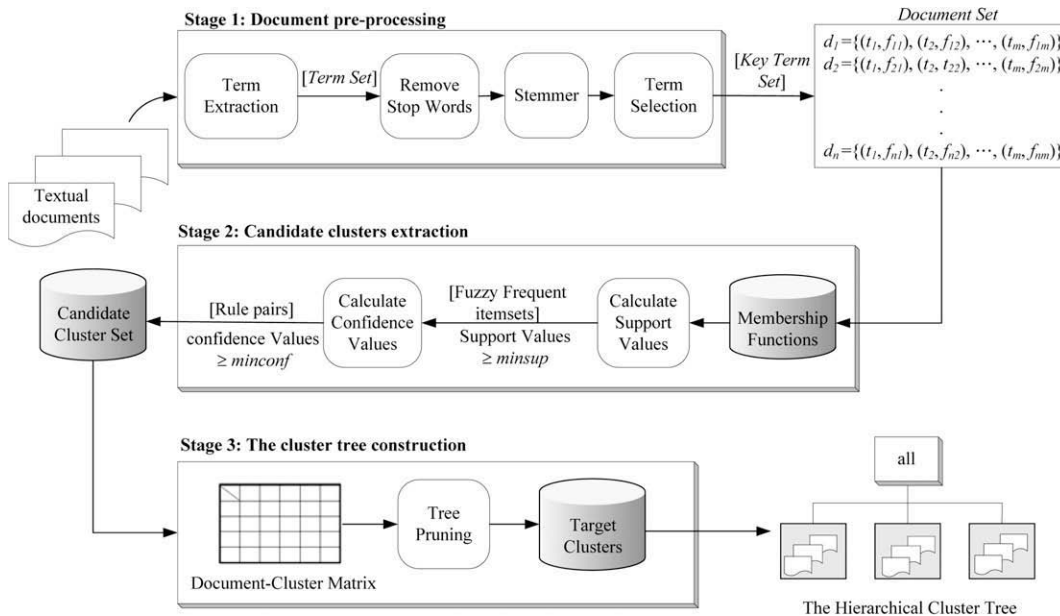 Stage 1: Document pre-processing
Document Set
d1={(t1, f11), (t2, f12), ⋯, (tm, f1m)}
d2={(t1, f21), (t2, t22), ⋯, (tm, f2m)}
.
.
.
dn={(t1, fn1), (t2, fn2), ⋯, (tm, fnm)}
Term
Extraction
[Term Set]
Remove
Stop Words
Stemmer
Term
Selection
[Key Term
Set]
Textual
documents
Stage 2: Candidate clusters extraction
Candidate
Cluster Set
[Rule pairs]
confidence Values
≥ minconf
Calculate
Confidence
Values
[Fuzzy Frequent
itemsets]
Support Values
≥ minsup
Calculate
Support
Values
Membership
Functions
Stage 3: The cluster tree construction
Document-Cluster Matrix
Tree
Pruning
Target
Clusters
all
The Hierarchical Cluster Tree